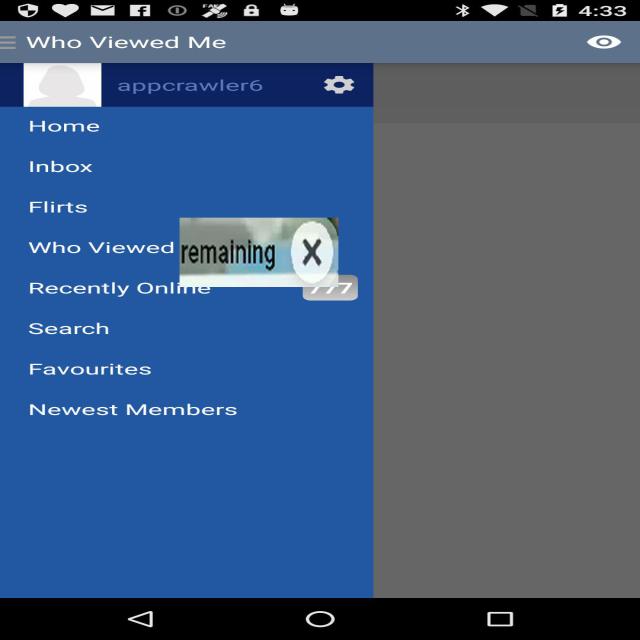 4:33
Who Viewed Me
appcrawler6
Home
Inbox
Flirts
Who Viewed
remaining X
Recently Online 777
Search
Favourites
Newest Members